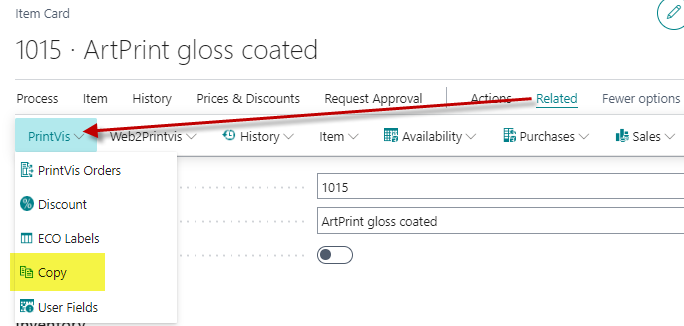 Item Card
1015 · ArtPrint gloss coated
Process Item History Prices & Discounts Request Approval Actions Related Fewer options
PrintVis Web2Printvis History Item Availability Purchases Sales
PrintVis Orders
1015
Discount
ArtPrint gloss coated
ECO Labels
Copy
User Fields
Inventory